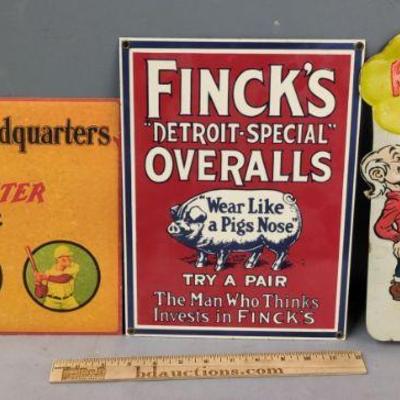 dquarters
TER
FINCK'S
"DETROIT-SPECIAL"
OVERALLS
"Wear Like
a Pigs Nose"
TRY A PAIR
The Man Who Thinks
Invests in FINCK'S
bdauctions.com